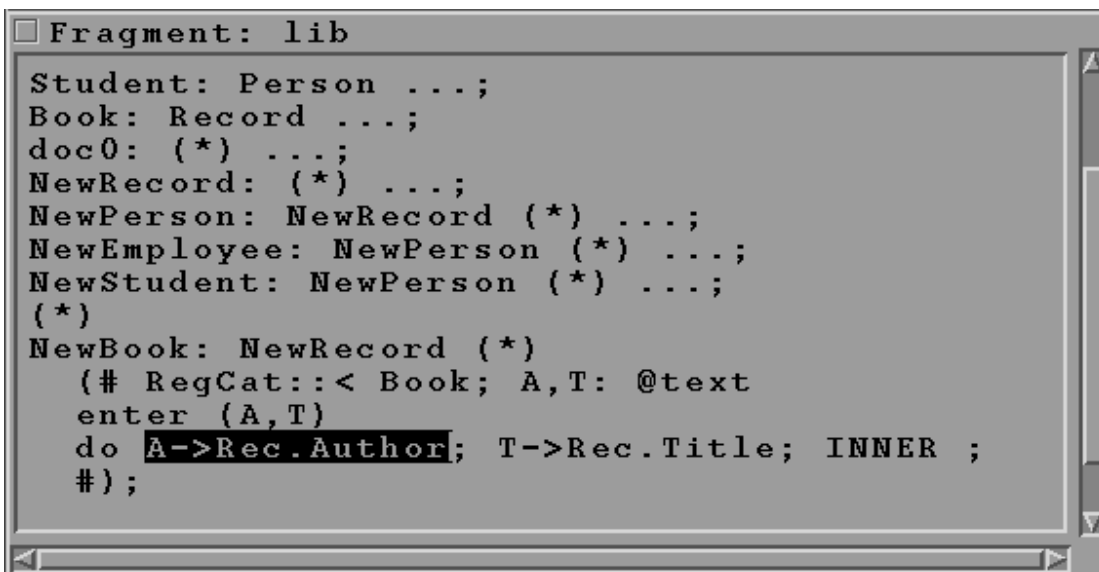 Fragment: lib
Student: Person ...;
Book: Record ...;
doc0: (*) ...;
NewRecord: (*) ...;
NewPerson: NewRecord (*) ...;
NewEmployee: NewPerson (*) ...;
NewStudent: NewPerson (*) ...;
(*)
NewBook: NewRecord (*)
(# RegCat::< Book; A,T: @text
enter (A,T)
do A->Rec.Author; T->Rec.Title; INNER ;
#);